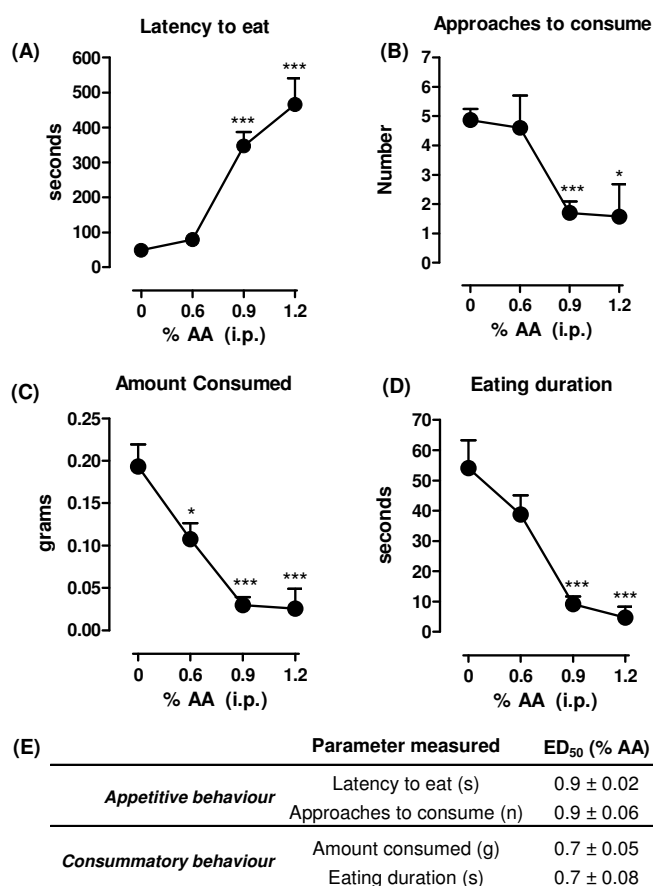 (A)
Latency to eat
600
500
400
300
200
100
0
seconds
***
***
0 0.6 0.9 1.2
% AA (i.p.)
(B)
Approaches to consume
7
6
5
4
3
2
1
0
Number
***
*
0 0.6 0.9 1.2
% AA (i.p.)
(C)
Amount Consumed
0.25
0.20
0.15
0.10
0.05
0.00
grams
*
***
***
0 0.6 0.9 1.2
% AA (i.p.)
(D)
Eating duration
70
60
50
40
30
20
10
0
seconds
***
***
0 0.6 0.9 1.2
% AA (i.p.)
(E)
Parameter measured ED50 (% AA)
Appetitive behaviour
Latency to eat (s) 0.9 ± 0.02
Approaches to consume (n) 0.9 ± 0.06
Consummatory behaviour
Amount consumed (g) 0.7 ± 0.05
Eating duration (s) 0.7 ± 0.08